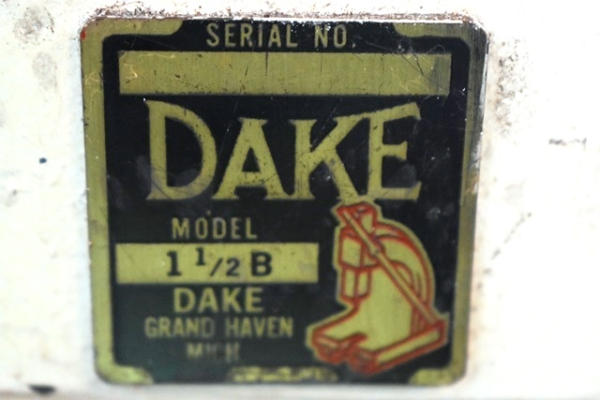 SERIAL NO.
DAKE
MODEL
1 1/2 B
DAKE
GRAND HAVEN
MICH